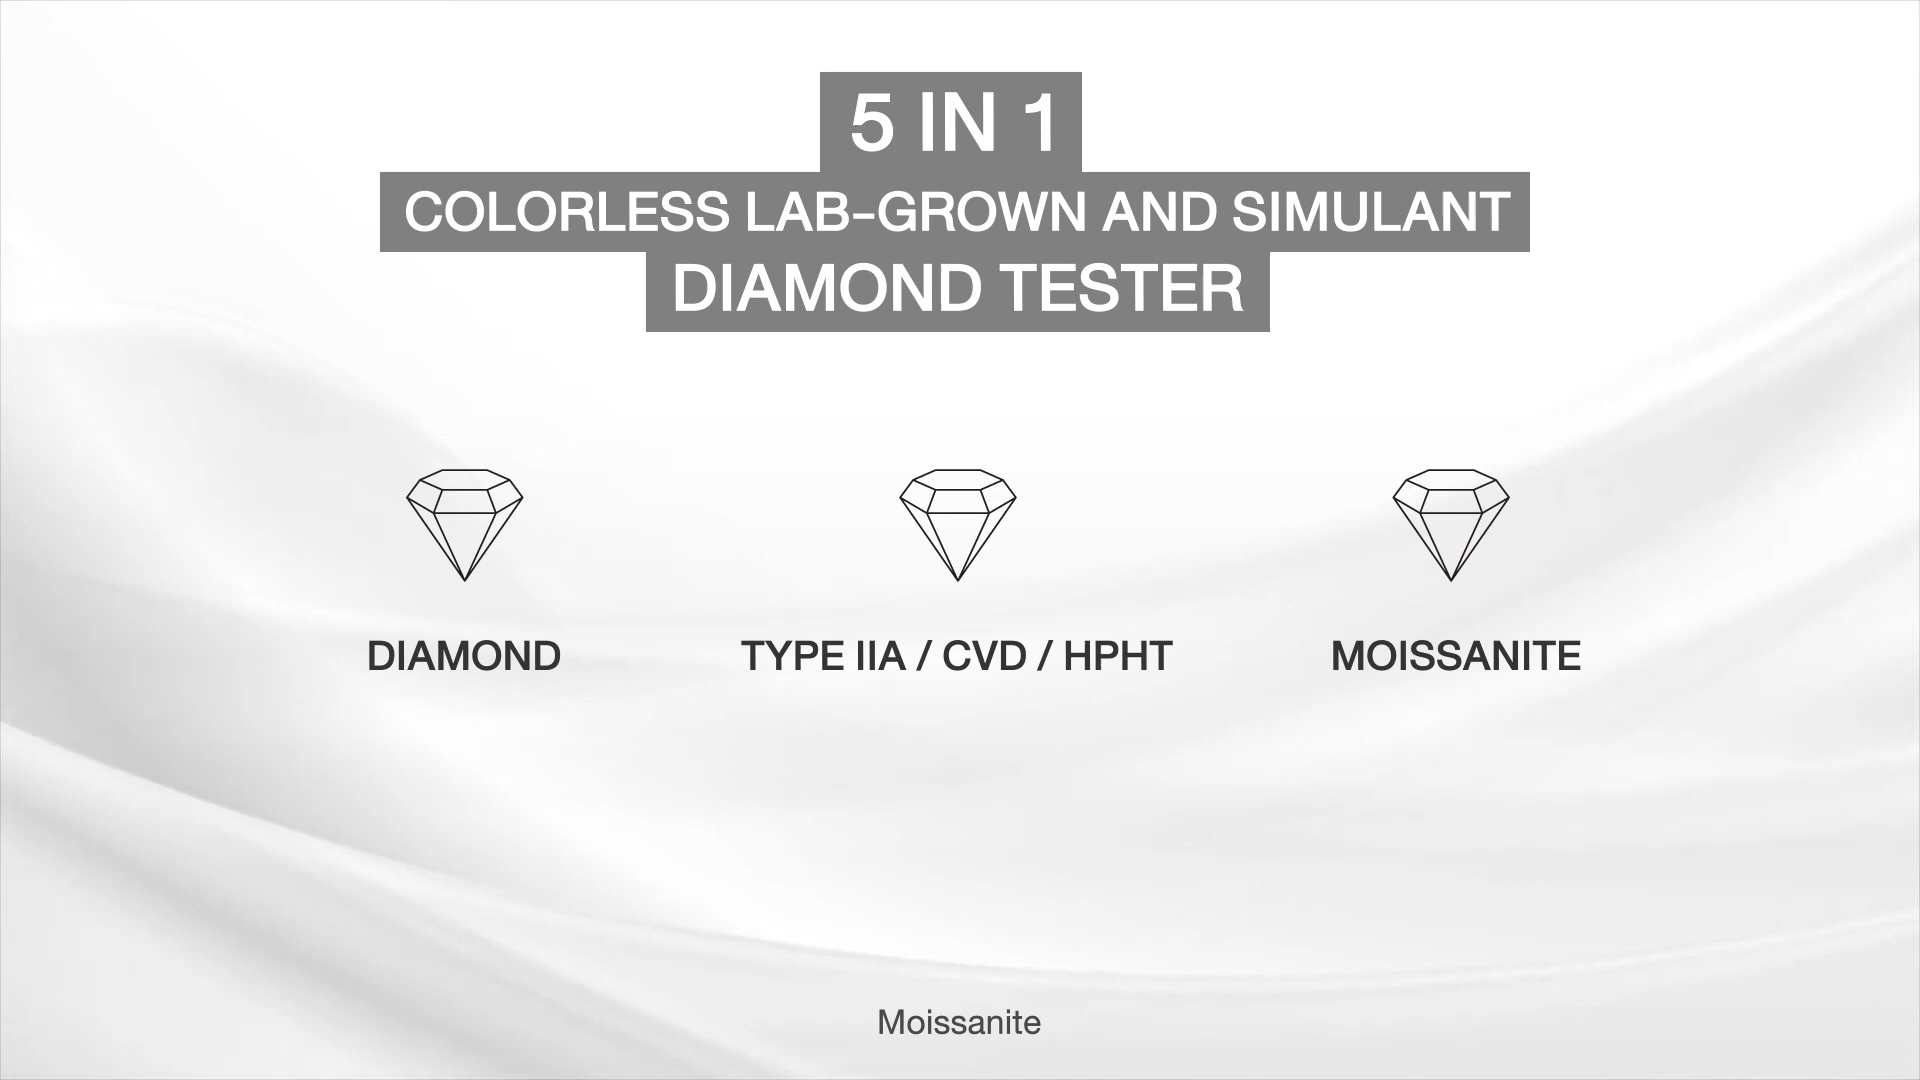 5 IN 1
COLORLESS LAB-GROWN AND SIMULANT
DIAMOND TESTER
DIAMOND
TYPE IIA / CVD / HPHT
MOISSANITE
Moissanite